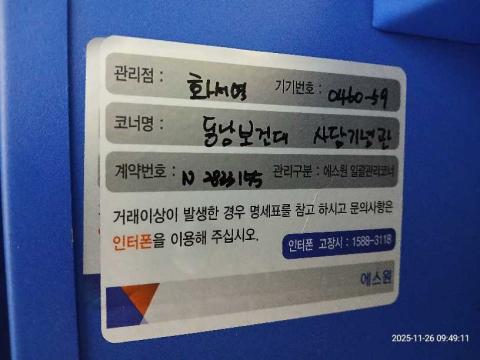 관리점 : 화서역 기기번호 : 0460-59
코너명 : 동남보건대 사당기념관
계약번호 : N 2823155 관리구분 : 에스원 일괄관리코너
거래이상이 발생한 경우 명세표를 참고 하시고 문의사항은
인터폰을 이용해 주십시오.
인터폰 고장시 : 1588-3118
에스원
2025-11-26 09:49:11